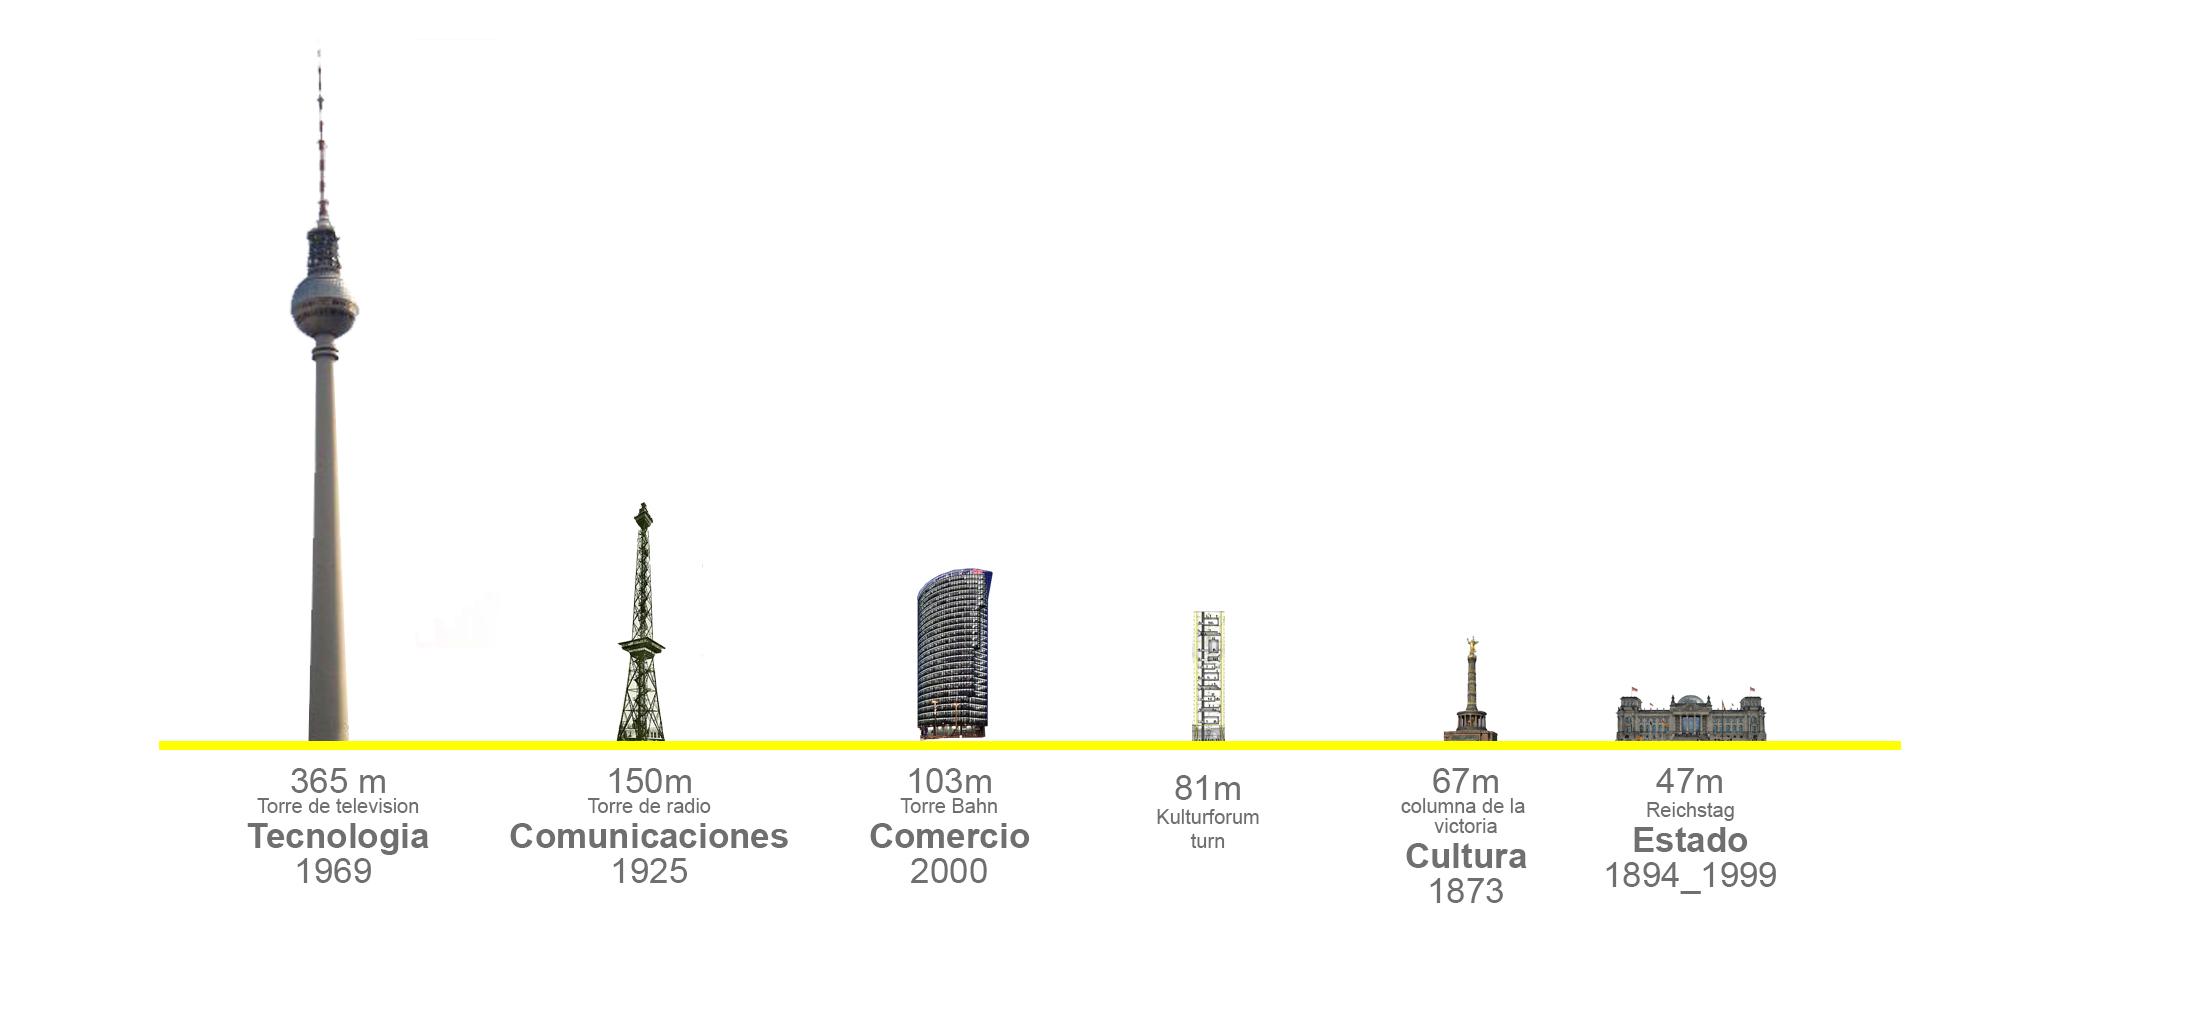 365 m
Torre de television
Tecnologia
1969
150m
Torre de radio
Comunicaciones
1925
103m
Torre Bahn
Comercio
2000
81m
Kulturforum
turn
67m
columna de la
victoria
Cultura
1873
47m
Reichstag
Estado
1894_1999